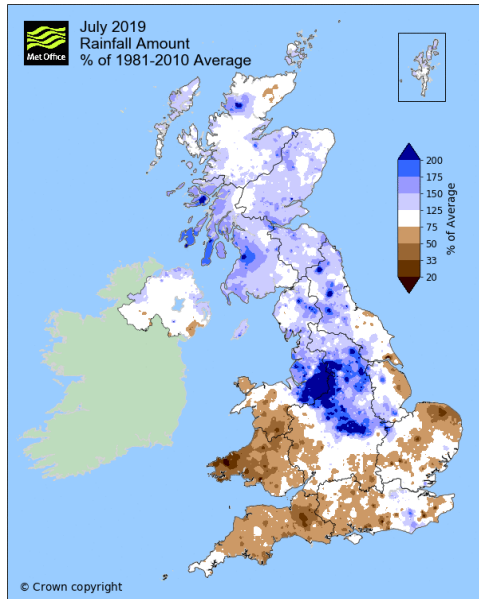 July 2019
Rainfall Amount
% of 1981-2010 Average
Met Office
200
175
150
125
75
50
33
20
% of Average
© Crown copyright